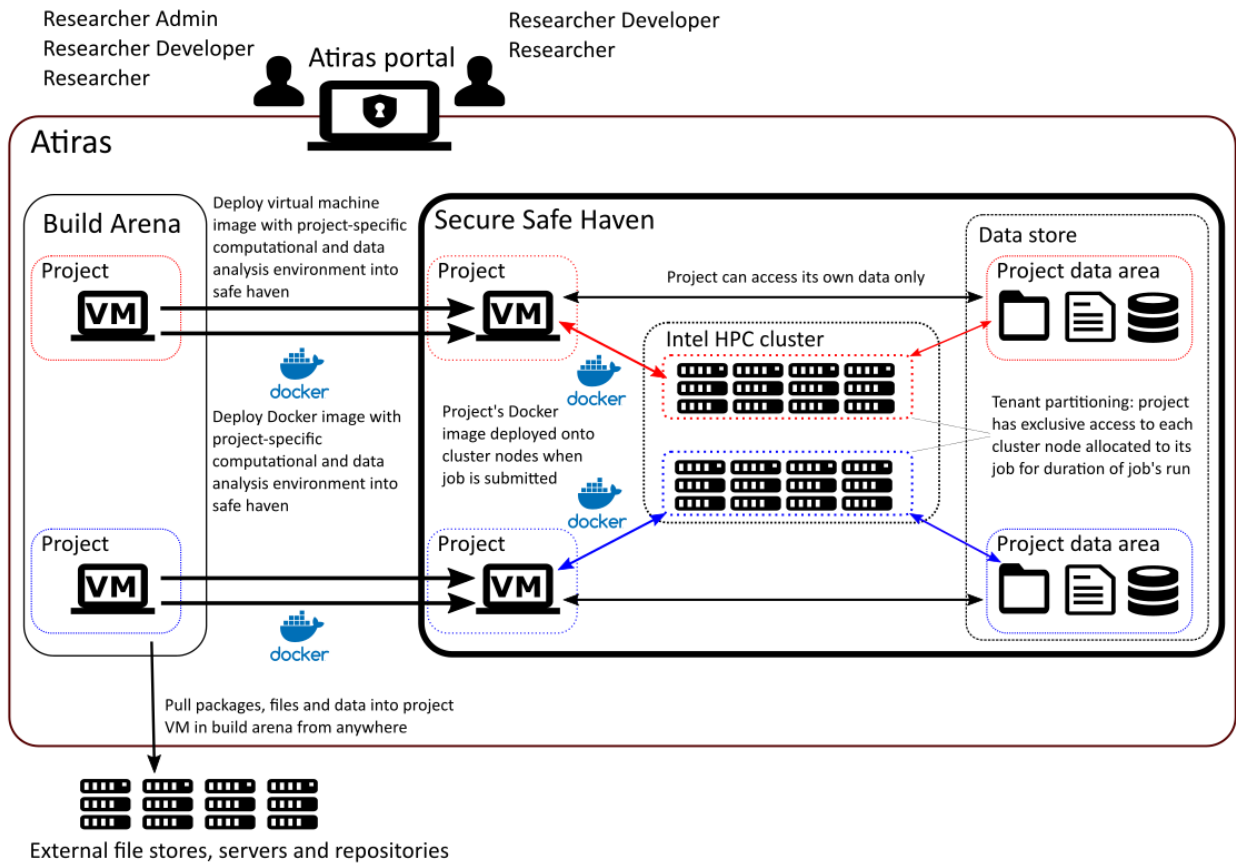 Researcher Admin
Researcher Developer
Researcher
Atiras portal
Researcher Developer
Researcher
Atiras
Build Arena
Project
VM
Deploy virtual machine
image with project-specific
computational and data
analysis environment into
safe haven
docker
Deploy Docker image with
project-specific
computational and data
analysis environment into
safe haven
Project
VM
docker
Secure Safe Haven
Project
VM
Project can access its own data only
docker
Intel HPC cluster
Project's Docker
image deployed onto
cluster nodes when
job is submitted
docker
Project
VM
Data store
Project data area
Tenant partitioning: project
has exclusive access to each
cluster node allocated to its
job for duration of job's run
Project data area
Pull packages, files and data into project
VM in build arena from anywhere
External file stores, servers and repositories